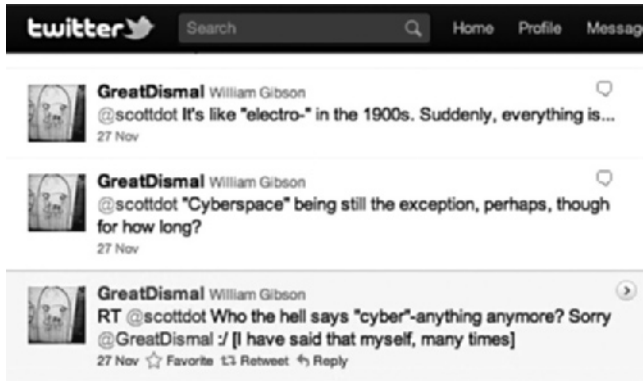 twitter Search Home Profile Messag
GreatDismal William Gibson
@scottdot It's like "electro-" in the 1900s. Suddenly, everything is...
27 Nov
GreatDismal William Gibson
@scottdot "Cyberspace" being still the exception, perhaps, though
for how long?
27 Nov
GreatDismal William Gibson
RT @scottdot Who the hell says "cyber"-anything anymore? Sorry
@GreatDismal :/ [I have said that myself, many times]
27 Nov Favorite Retweet Reply